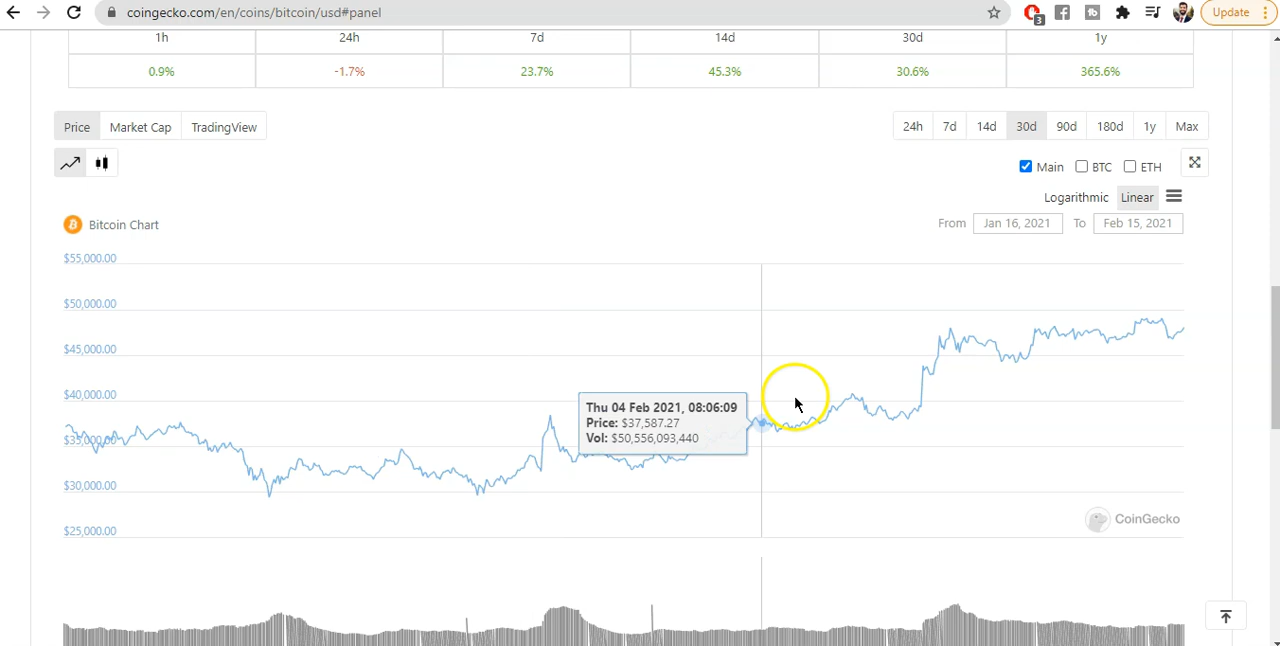 coingecko.com/en/coins/bitcoin/usd#panel
3
Update
1h 24h 7d 14d 30d 1y
0.9% -1.7% 23.7% 45.3% 30.6% 365.6%
Price Market Cap TradingView
24h 7d 14d 30d 90d 180d 1y Max
Main BTC ETH
Logarithmic Linear
Bitcoin Chart
From Jan 16, 2021 To Feb 15, 2021
$55,000.00
$50,000.00
$45,000.00
$40,000.00
Thu 04 Feb 2021, 08:06:09
Price: $37,587.27
Vol: $50,556,093,440
$35,000.00
$30,000.00
$25,000.00
CoinGecko